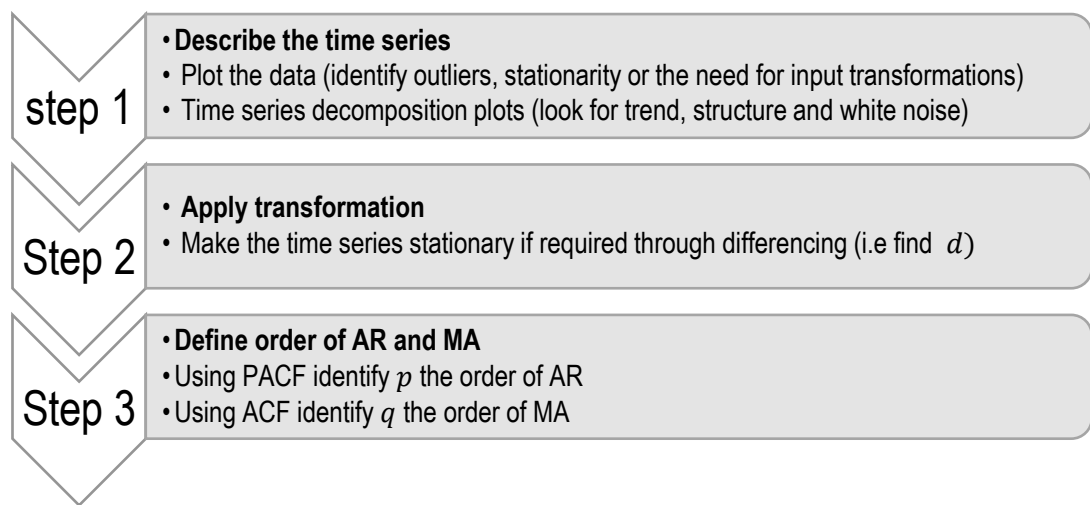 step 1
• Describe the time series
• Plot the data (identify outliers, stationarity or the need for input transformations)
• Time series decomposition plots (look for trend, structure and white noise)
Step 2
• Apply transformation
• Make the time series stationary if required through differencing (i.e find d)
Step 3
• Define order of AR and MA
• Using PACF identify p the order of AR
• Using ACF identify q the order of MA